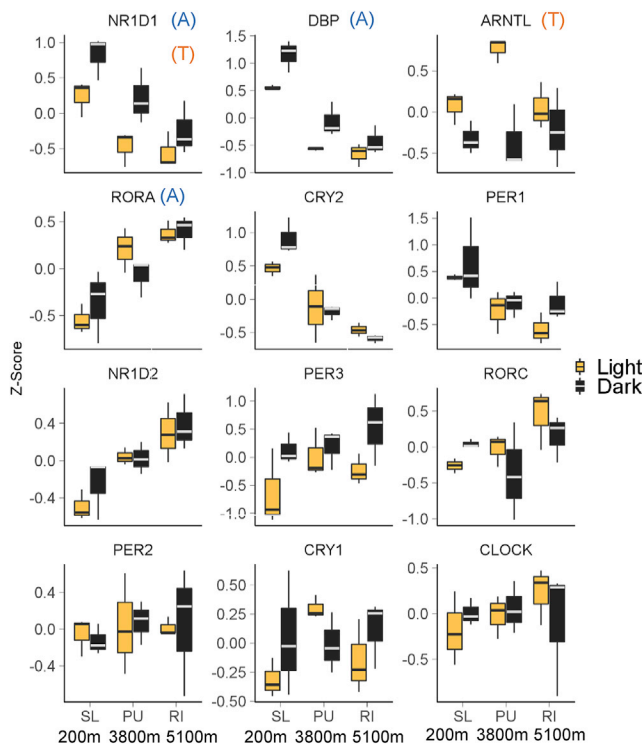 NR1D1 (A) DBP (A) ARNTL (T)
(T)
1.0 0.5 0.0 -0.5
1.5 1.0 0.5 0.0 -0.5 -1.0
0.5 0.0 -0.5
RORA (A) CRY2 PER1
0.5 0.0 -0.5
1.0 0.5 0.0 -0.5
1.5 1.0 0.5 0.0 -0.5
Z-Score
Light
Dark
NR1D2 PER3 RORC
0.4 0.0 -0.4
1.0 0.5 0.0 -0.5 -1.0
0.5 0.0 -0.5 -1.0
PER2 CRY1 CLOCK
0.4 0.0 -0.4
0.50 0.25 0.00 -0.25 -0.50
0.5 0.0 -0.5
SL PU RI SL PU RI SL PU RI
200m 3800m 5100m 200m 3800m 5100m 200m 3800m 5100m